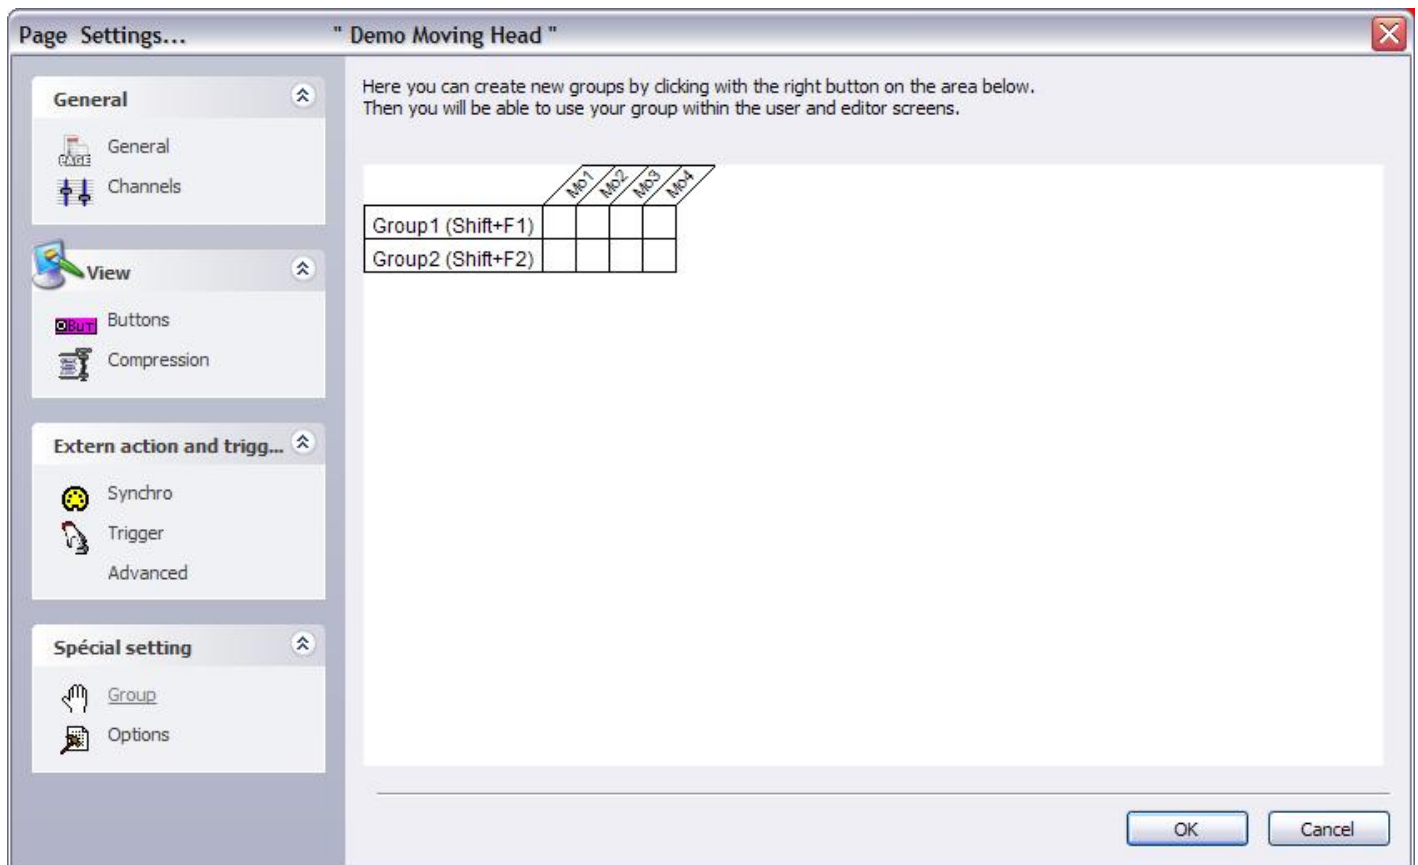 Page Settings... " Demo Moving Head "
General
General
PAGE
Channels
View
BUT
Buttons
Compression
Extern action and trigg...
Synchro
Trigger
Advanced
Spécial setting
Group
Options
Here you can create new groups by clicking with the right button on the area below.
Then you will be able to use your group within the user and editor screens.
Mo1 Mo2 Mo3 Mo4
Group1 (Shift+F1)
Group2 (Shift+F2)
OK Cancel